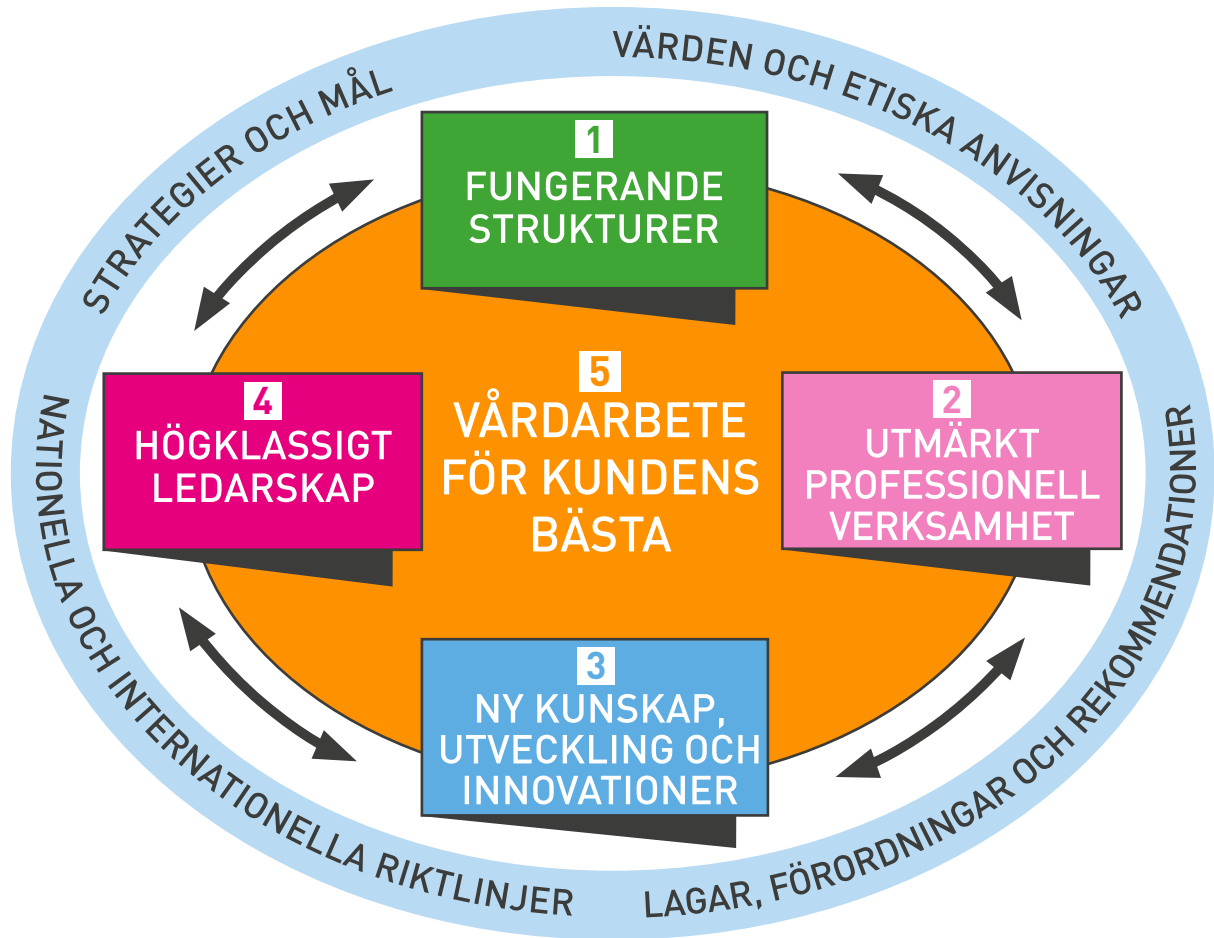 STRATEGIER OCH MÅL
VÄRDEN OCH ETISKA ANVISNINGAR
1
FUNGERANDE
STRUKTURER
5
VÅRDARBETE
FÖR KUNDENS
BÄSTA
4
HÖGKLASSIGT
LEDARSKAP
2
UTMÄRKT
PROFESSIONELL
VERKSAMHET
3
NY KUNSKAP,
UTVECKLING OCH
INNOVATIONER
NATIONELLA OCH INTERNATIONELLA RIKTLINJER
LAGAR, FÖRORDNINGAR OCH REKOMMENDATIONER